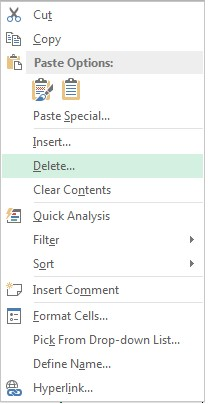 Cut
Copy
Paste Options:
Paste Special...
Insert...
Delete...
Clear Contents
Quick Analysis
Filter
Sort
Insert Comment
Format Cells...
Pick From Drop-down List...
Define Name...
Hyperlink...